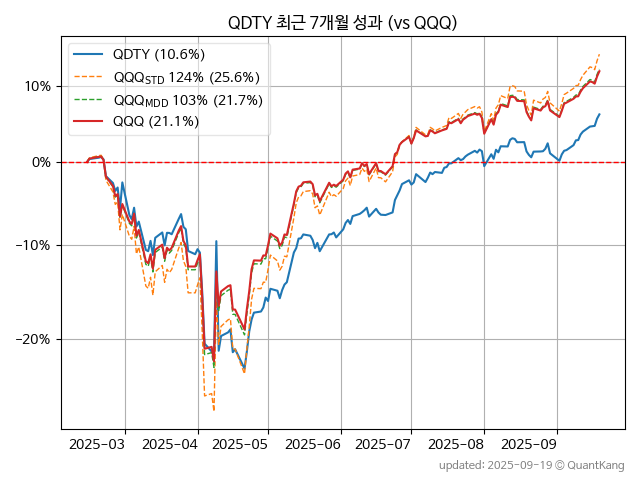 QDTY 최근 7개월 성과 (vs QQQ)
QDTY (10.6%)
QQQSTD 124% (25.6%)
QQQMDD 103% (21.7%)
QQQ (21.1%)
10%
0%
−10%
−20%
2025-03 2025-04 2025-05 2025-06 2025-07 2025-08 2025-09
updated: 2025-09-19 © QuantKang